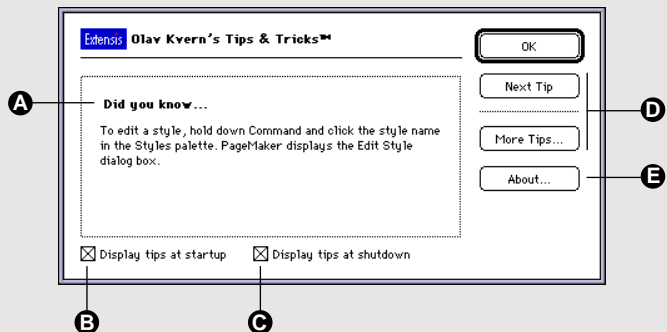 Extensis Olav Kvern's Tips & Tricks™
OK
A
Did you know...
To edit a style, hold down Command and click the style name
in the Styles palette. PageMaker displays the Edit Style
dialog box.
Next Tip
D
More Tips...
About...
E
Display tips at startup
Display tips at shutdown
B
C